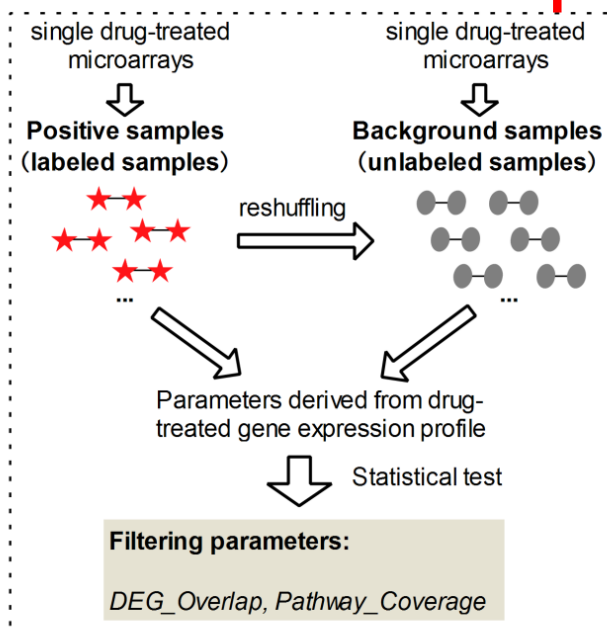 single drug-treated
microarrays
single drug-treated
microarrays
Positive samples
（labeled samples）
Background samples
（unlabeled samples）
reshuffling
...
...
Parameters derived from drug-
treated gene expression profile
Statistical test
Filtering parameters:
DEG_Overlap, Pathway_Coverage